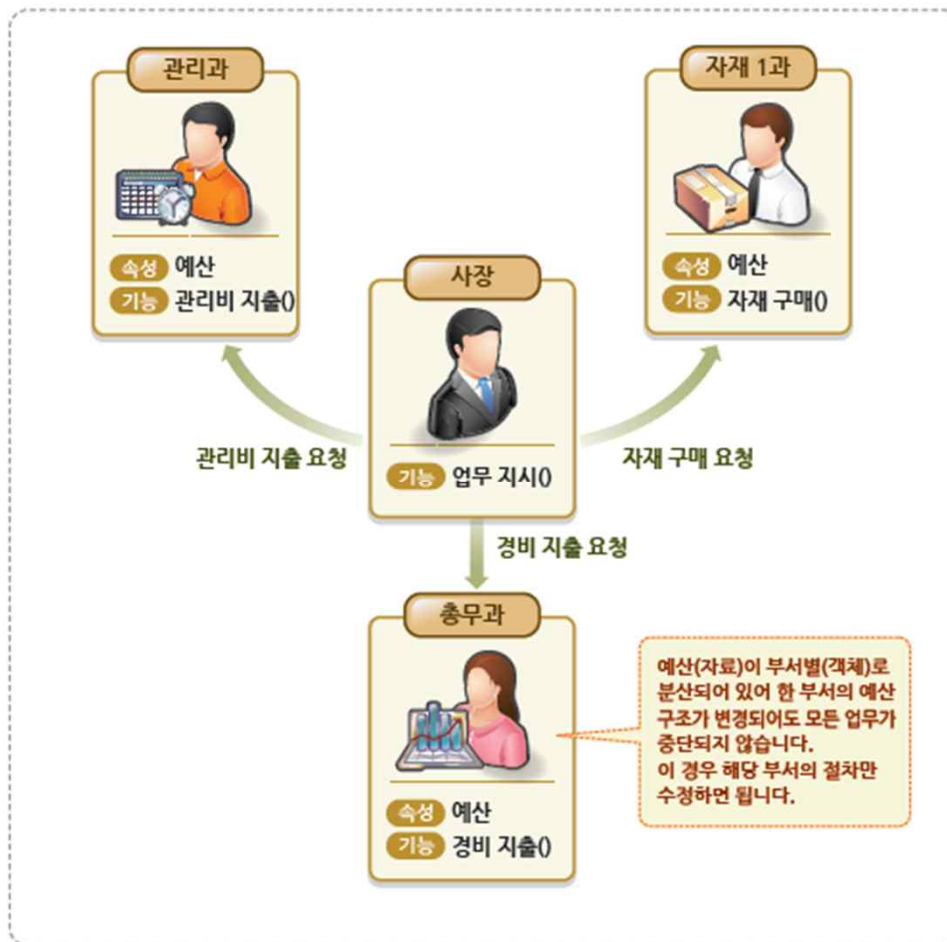 관리과
속성 예산
기능 관리비 지출()
자재 1과
속성 예산
기능 자재 구매()
사장
기능 업무 지시()
관리비 지출 요청
자재 구매 요청
경비 지출 요청
총무과
속성 예산
기능 경비 지출()
예산(자료)이 부서별(객체)로
분산되어 있어 한 부서의 예산
구조가 변경되어도 모든 업무가
중단되지 않습니다.
이 경우 해당 부서의 절차만
수정하면 됩니다.